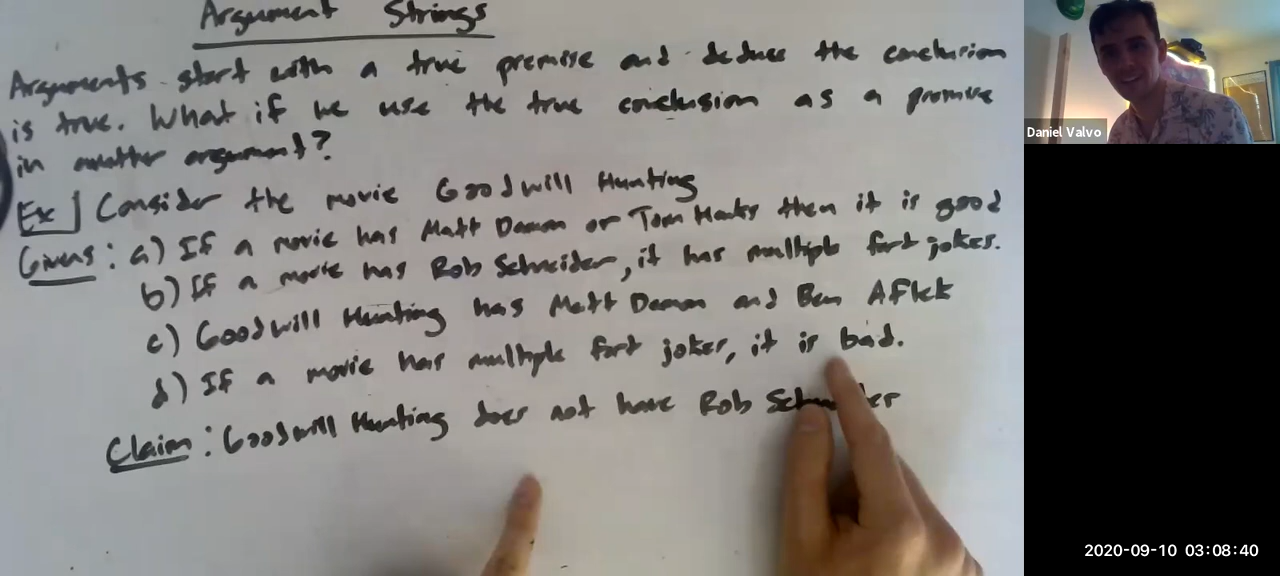 Argument Strings
Arguments start with a true premise and deduce the conclusion
is true. What if we use the true conclusion as a premise
in another argument?
Ex Consider the movie Goodwill Hunting
Givens: a) If a movie has Matt Damon or Tom Hanks then it is good
b) If a movie has Rob Schneider, it has multiple fart jokes.
c) Goodwill Hunting has Matt Damon and Ben Aflek
d) If a movie has multiple fart jokes, it is bad.
Claim: Goodwill Hunting does not have Rob Schneider
Daniel Valvo
2020-09-10 03:08:40